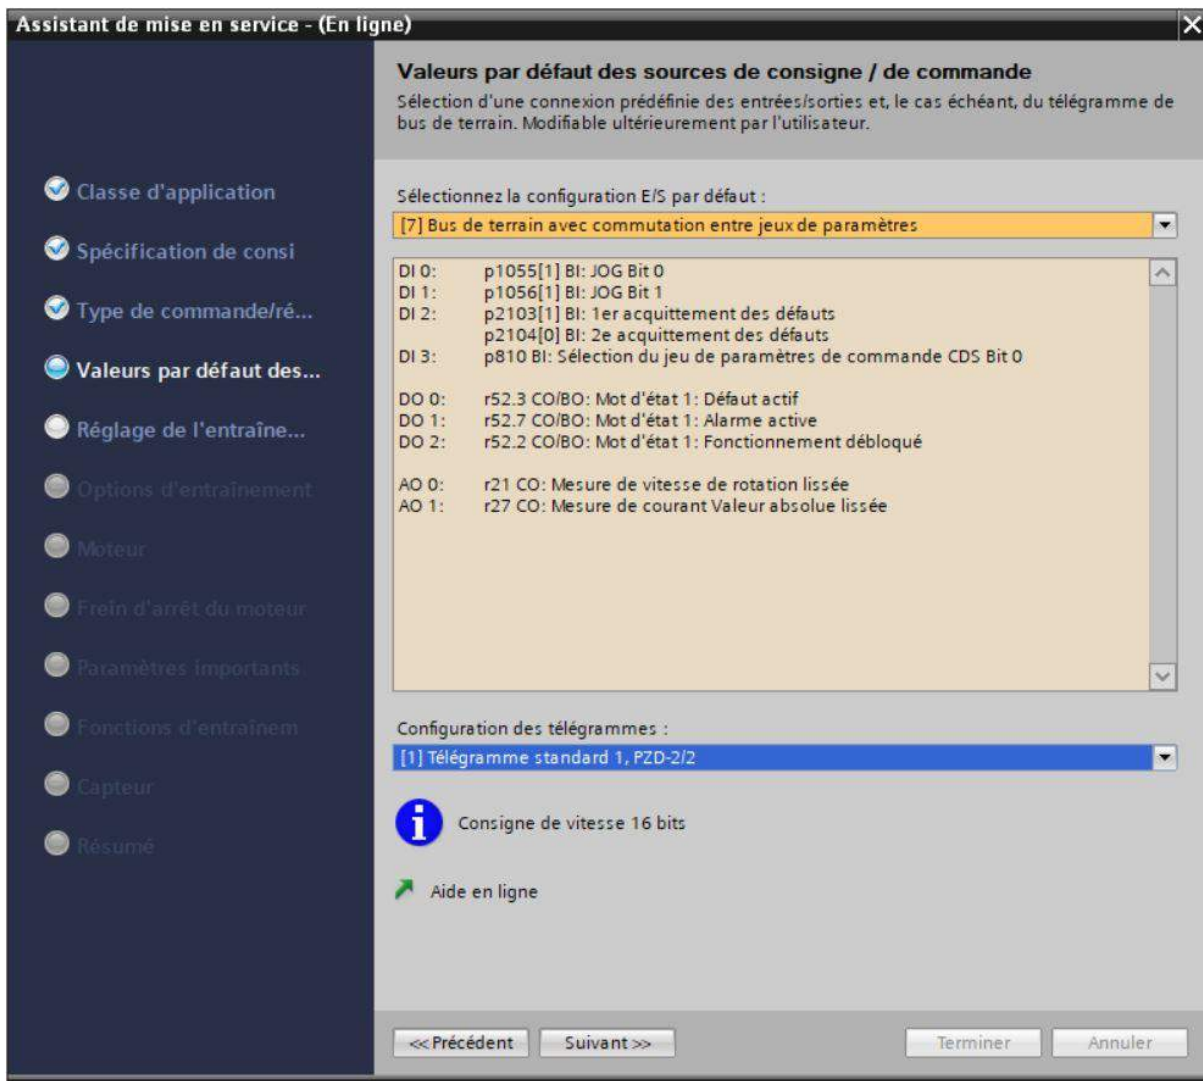 Assistant de mise en service - (En ligne)
Valeurs par défaut des sources de consigne / de commande
Sélection d'une connexion prédéfinie des entrées/sorties et, le cas échéant, du télégramme de
bus de terrain. Modifiable ultérieurement par l'utilisateur.
Classe d'application
Spécification de consi
Type de commande/ré...
Valeurs par défaut des...
Réglage de l'entraîne...
Options d'entraînement
Moteur
Frein d'arrêt du moteur
Paramètres importants
Fonctions d'entraînem
Capteur
Résumé
Sélectionnez la configuration E/S par défaut :
[7] Bus de terrain avec commutation entre jeux de paramètres
DI 0: p1055[1] BI: JOG Bit 0
DI 1: p1056[1] BI: JOG Bit 1
DI 2: p2103[1] BI: 1er acquittement des défauts
p2104[0] BI: 2e acquittement des défauts
DI 3: p810 BI: Sélection du jeu de paramètres de commande CDS Bit 0
DO 0: r52.3 CO/BO: Mot d'état 1: Défaut actif
DO 1: r52.7 CO/BO: Mot d'état 1: Alarme active
DO 2: r52.2 CO/BO: Mot d'état 1: Fonctionnement débloqué
AO 0: r21 CO: Mesure de vitesse de rotation lissée
AO 1: r27 CO: Mesure de courant Valeur absolue lissée
Configuration des télégrammes :
[1] Télégramme standard 1, PZD-2/2
Consigne de vitesse 16 bits
Aide en ligne
<<Précédent
Suivant>>
Terminer
Annuler